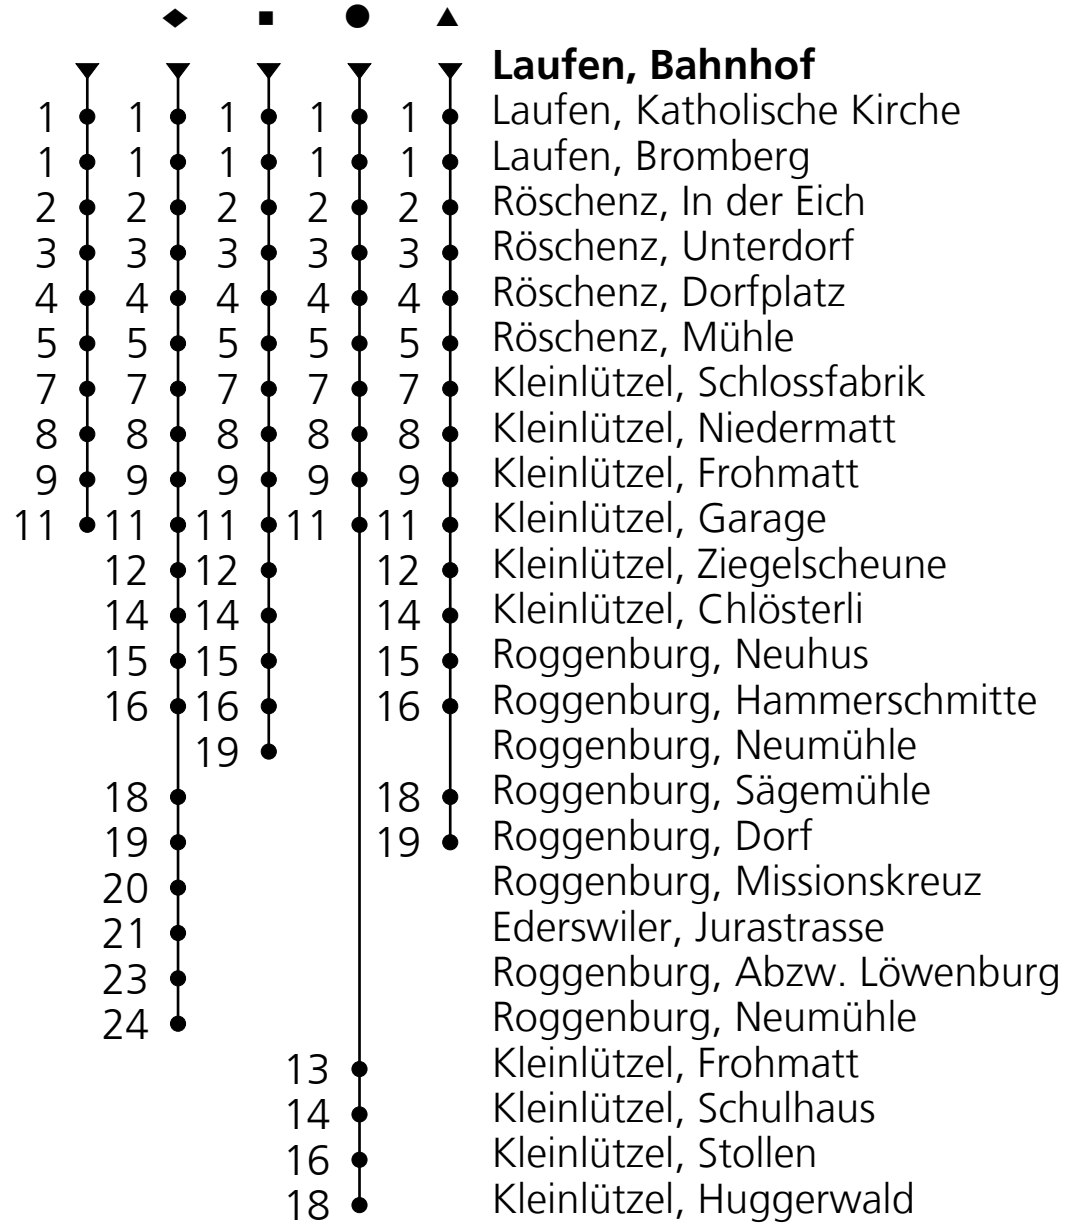 Laufen, Bahnhof
1 1 1 1 1 Laufen, Katholische Kirche
1 1 1 1 1 Laufen, Bromberg
2 2 2 2 2 Röschenz, In der Eich
3 3 3 3 3 Röschenz, Unterdorf
4 4 4 4 4 Röschenz, Dorfplatz
5 5 5 5 5 Röschenz, Mühle
7 7 7 7 7 Kleinlützel, Schlossfabrik
8 8 8 8 8 Kleinlützel, Niedermatt
9 9 9 9 9 Kleinlützel, Frohmatt
11 11 11 11 11 Kleinlützel, Garage
12 12 12 Kleinlützel, Ziegelscheune
14 14 14 Kleinlützel, Chlösterli
15 15 15 Roggenburg, Neuhus
16 16 16 Roggenburg, Hammerschmitte
19 Roggenburg, Neumühle
18 18 Roggenburg, Sägemühle
19 19 Roggenburg, Dorf
20 Roggenburg, Missionskreuz
21 Ederswiler, Jurastrasse
23 Roggenburg, Abzw. Löwenburg
24 Roggenburg, Neumühle
13 Kleinlützel, Frohmatt
14 Kleinlützel, Schulhaus
16 Kleinlützel, Stollen
18 Kleinlützel, Huggerwald